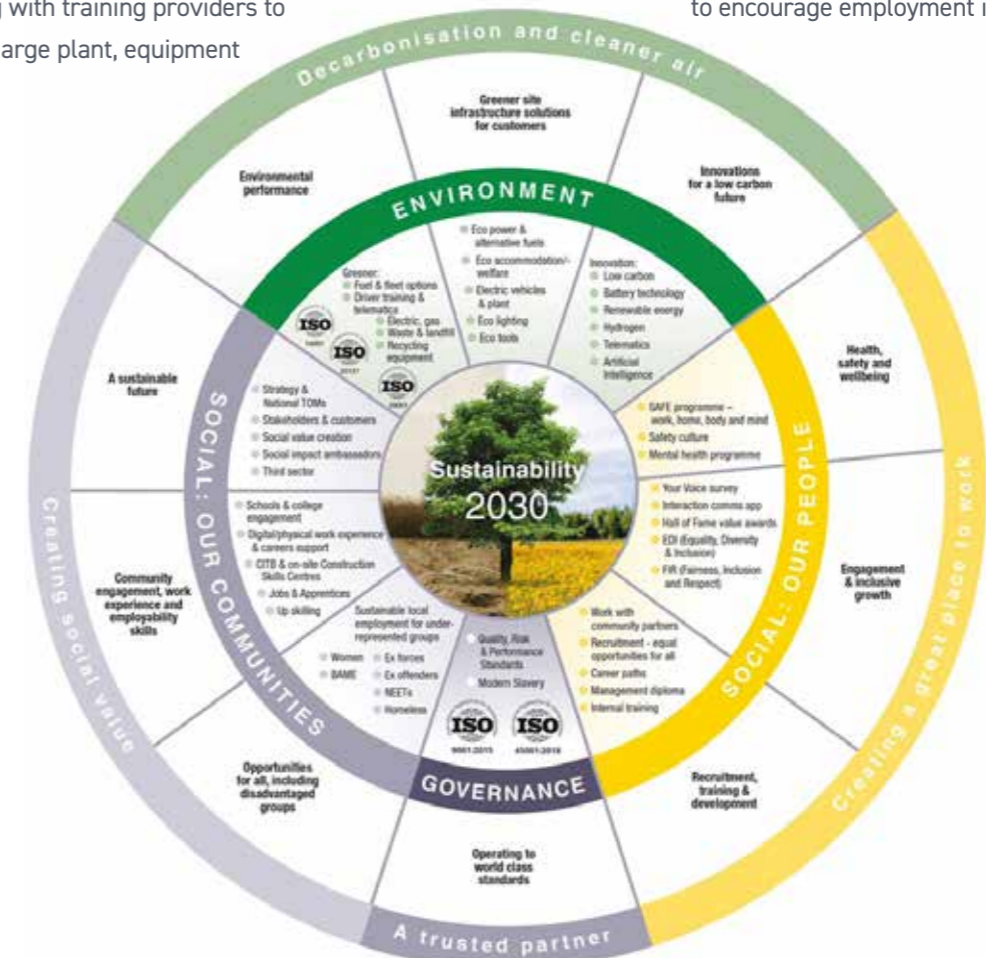 with training providers to
arge plant, equipment
to encourage employment i
Decarbonisation and cleaner air
Environmental
performance
Greener site
infrastructure solutions
for customers
Innovations
for a low carbon
future
ENVIRONMENT
Greener:
Fuel & fleet options
Driver training &
telematics
Electric, gas
Waste & landfill
Recycling
equipment
ISO
ISO
ISO
Eco power &
alternative fuels
Eco accommodation/-
welfare
Electric vehicles
& plant
Eco lighting
Eco tools
Innovation:
Low carbon
Battery technology
Renewable energy
Hydrogen
Telematics
Artificial
Intelligence
Health,
safety and
wellbeing
SAFE programme –
work, home, body and mind
Safety culture
Mental health programme
SOCIAL: OUR PEOPLE
Creating a great place to work
Engagement
& inclusive
growth
Your Voice survey
Interaction comms app
Hall of Fame value awards
EDI (Equality, Diversity
& Inclusion)
FIR (Fairness, Inclusion
and Respect)
Recruitment,
training &
development
Work with
community partners
Recruitment - equal
opportunities for all
Career paths
Management diploma
Internal training
Quality, Risk
& Performance
Standards
Modern Slavery
ISO
9001:2015
ISO
45001:2018
GOVERNANCE
Operating to
world class
standards
A trusted partner
Opportunities
for all, including
disadvantaged
groups
Sustainable local
employment for under-
represented groups
Women
BAME
Ex forces
Ex offenders
NEETs
Homeless
Community
engagement, work
experience and
employability
skills
Schools & college
engagement
Digital/physical work experience
& careers support
CITB & on-site Construction
Skills Centres
Jobs & Apprentices
Up skilling
SOCIAL: OUR COMMUNITIES
Creating social value
A sustainable
future
Strategy &
National TOMs
Stakeholders & customers
Social value creation
Social impact ambassadors
Third sector
Sustainability
2030